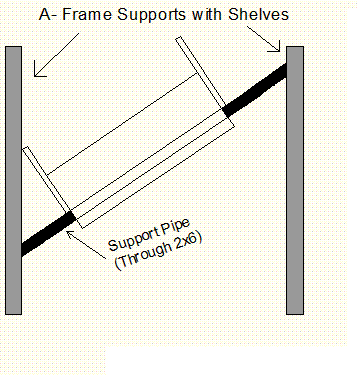 A- Frame Supports with Shelves
Support Pipe
(Through 2x6)